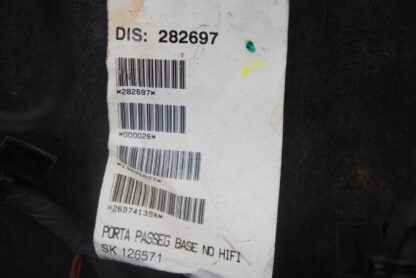 DIS: 282697
*282697*
*000026*
*26974139A*
PORTA PASSEG BASE NO HIFI
SK 126571